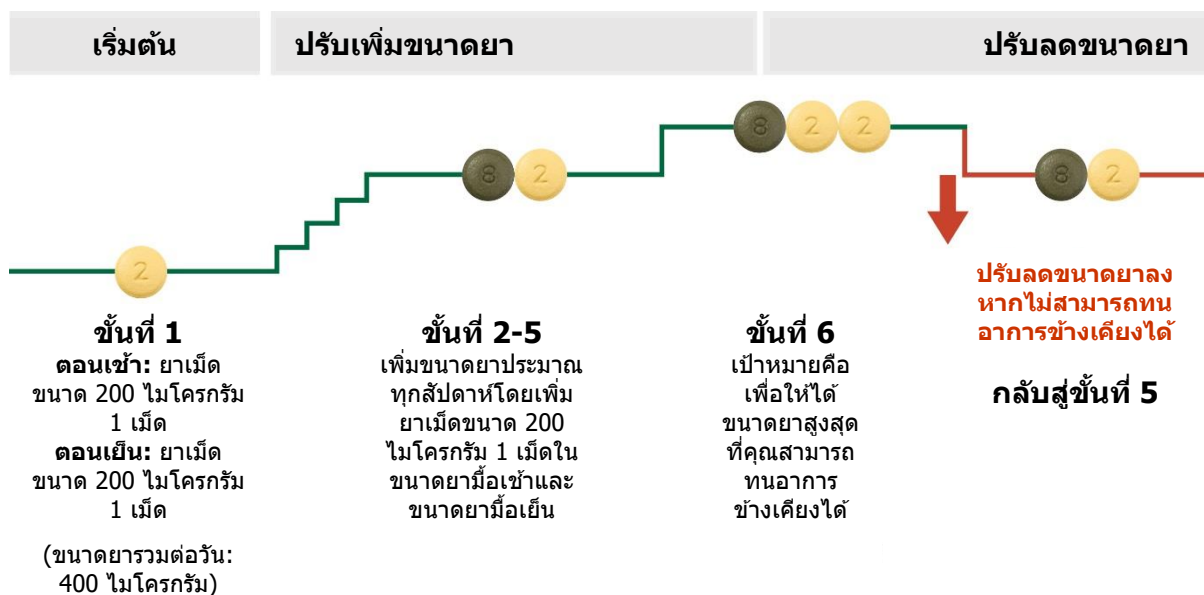 เริ่มต้น
ปรับเพิ่มขนาดยา
ปรับลดขนาดยา
8 2 2
8 2
8 2
2
ปรับลดขนาดยาลง
หากไม่สามารถทน
อาการข้างเคียงได้
กลับสู่ขั้นที่ 5
ขั้นที่ 1
ตอนเช้า: ยาเม็ด
ขนาด 200 ไมโครกรัม
1 เม็ด
ตอนเย็น: ยาเม็ด
ขนาด 200 ไมโครกรัม
1 เม็ด
(ขนาดยารวมต่อวัน:
400 ไมโครกรัม)
ขั้นที่ 2-5
เพิ่มขนาดยาประมาณ
ทุกสัปดาห์โดยเพิ่ม
ยาเม็ดขนาด 200
ไมโครกรัม 1 เม็ดใน
ขนาดยามื้อเช้าและ
ขนาดยามื้อเย็น
ขั้นที่ 6
เป้าหมายคือ
เพื่อให้ได้
ขนาดยาสูงสุด
ที่คุณสามารถ
ทนอาการ
ข้างเคียงได้